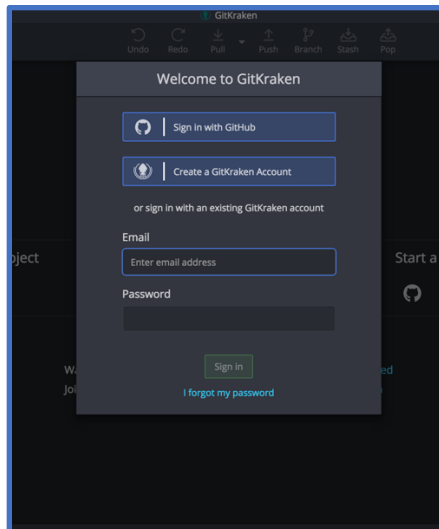 GitKraken
Undo Redo Pull Push Branch Stash Pop
Welcome to GitKraken
Sign in with GitHub
Create a GitKraken Account
or sign in with an existing GitKraken account
Email
Enter email address
oject
Start a
Password
Sign in
W
ed
Joi
I forgot my password